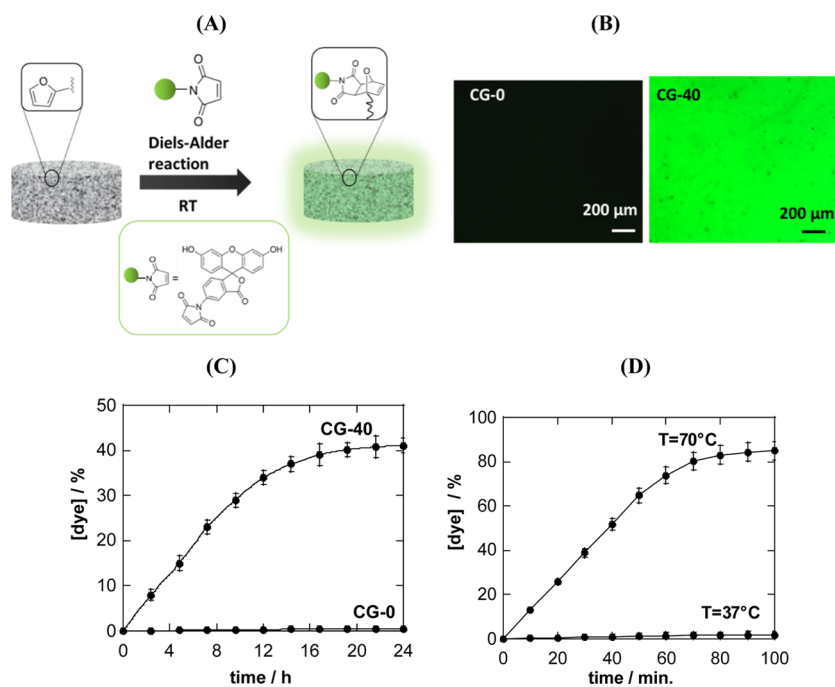 (A)
O
O
N
O
Diels-Alder
reaction
RT
O
N
O
O
O
N
O
=
HO
O
OH
O
O
N
O
O
(B)
CG-0
200 μm
CG-40
200 μm
(C)
50
40
30
20
10
0
[dye] / %
CG-40
CG-0
0 4 8 12 16 20 24
time / h
(D)
100
80
60
40
20
0
[dye] / %
T=70°C
T=37°C
0 20 40 60 80 100
time / min.